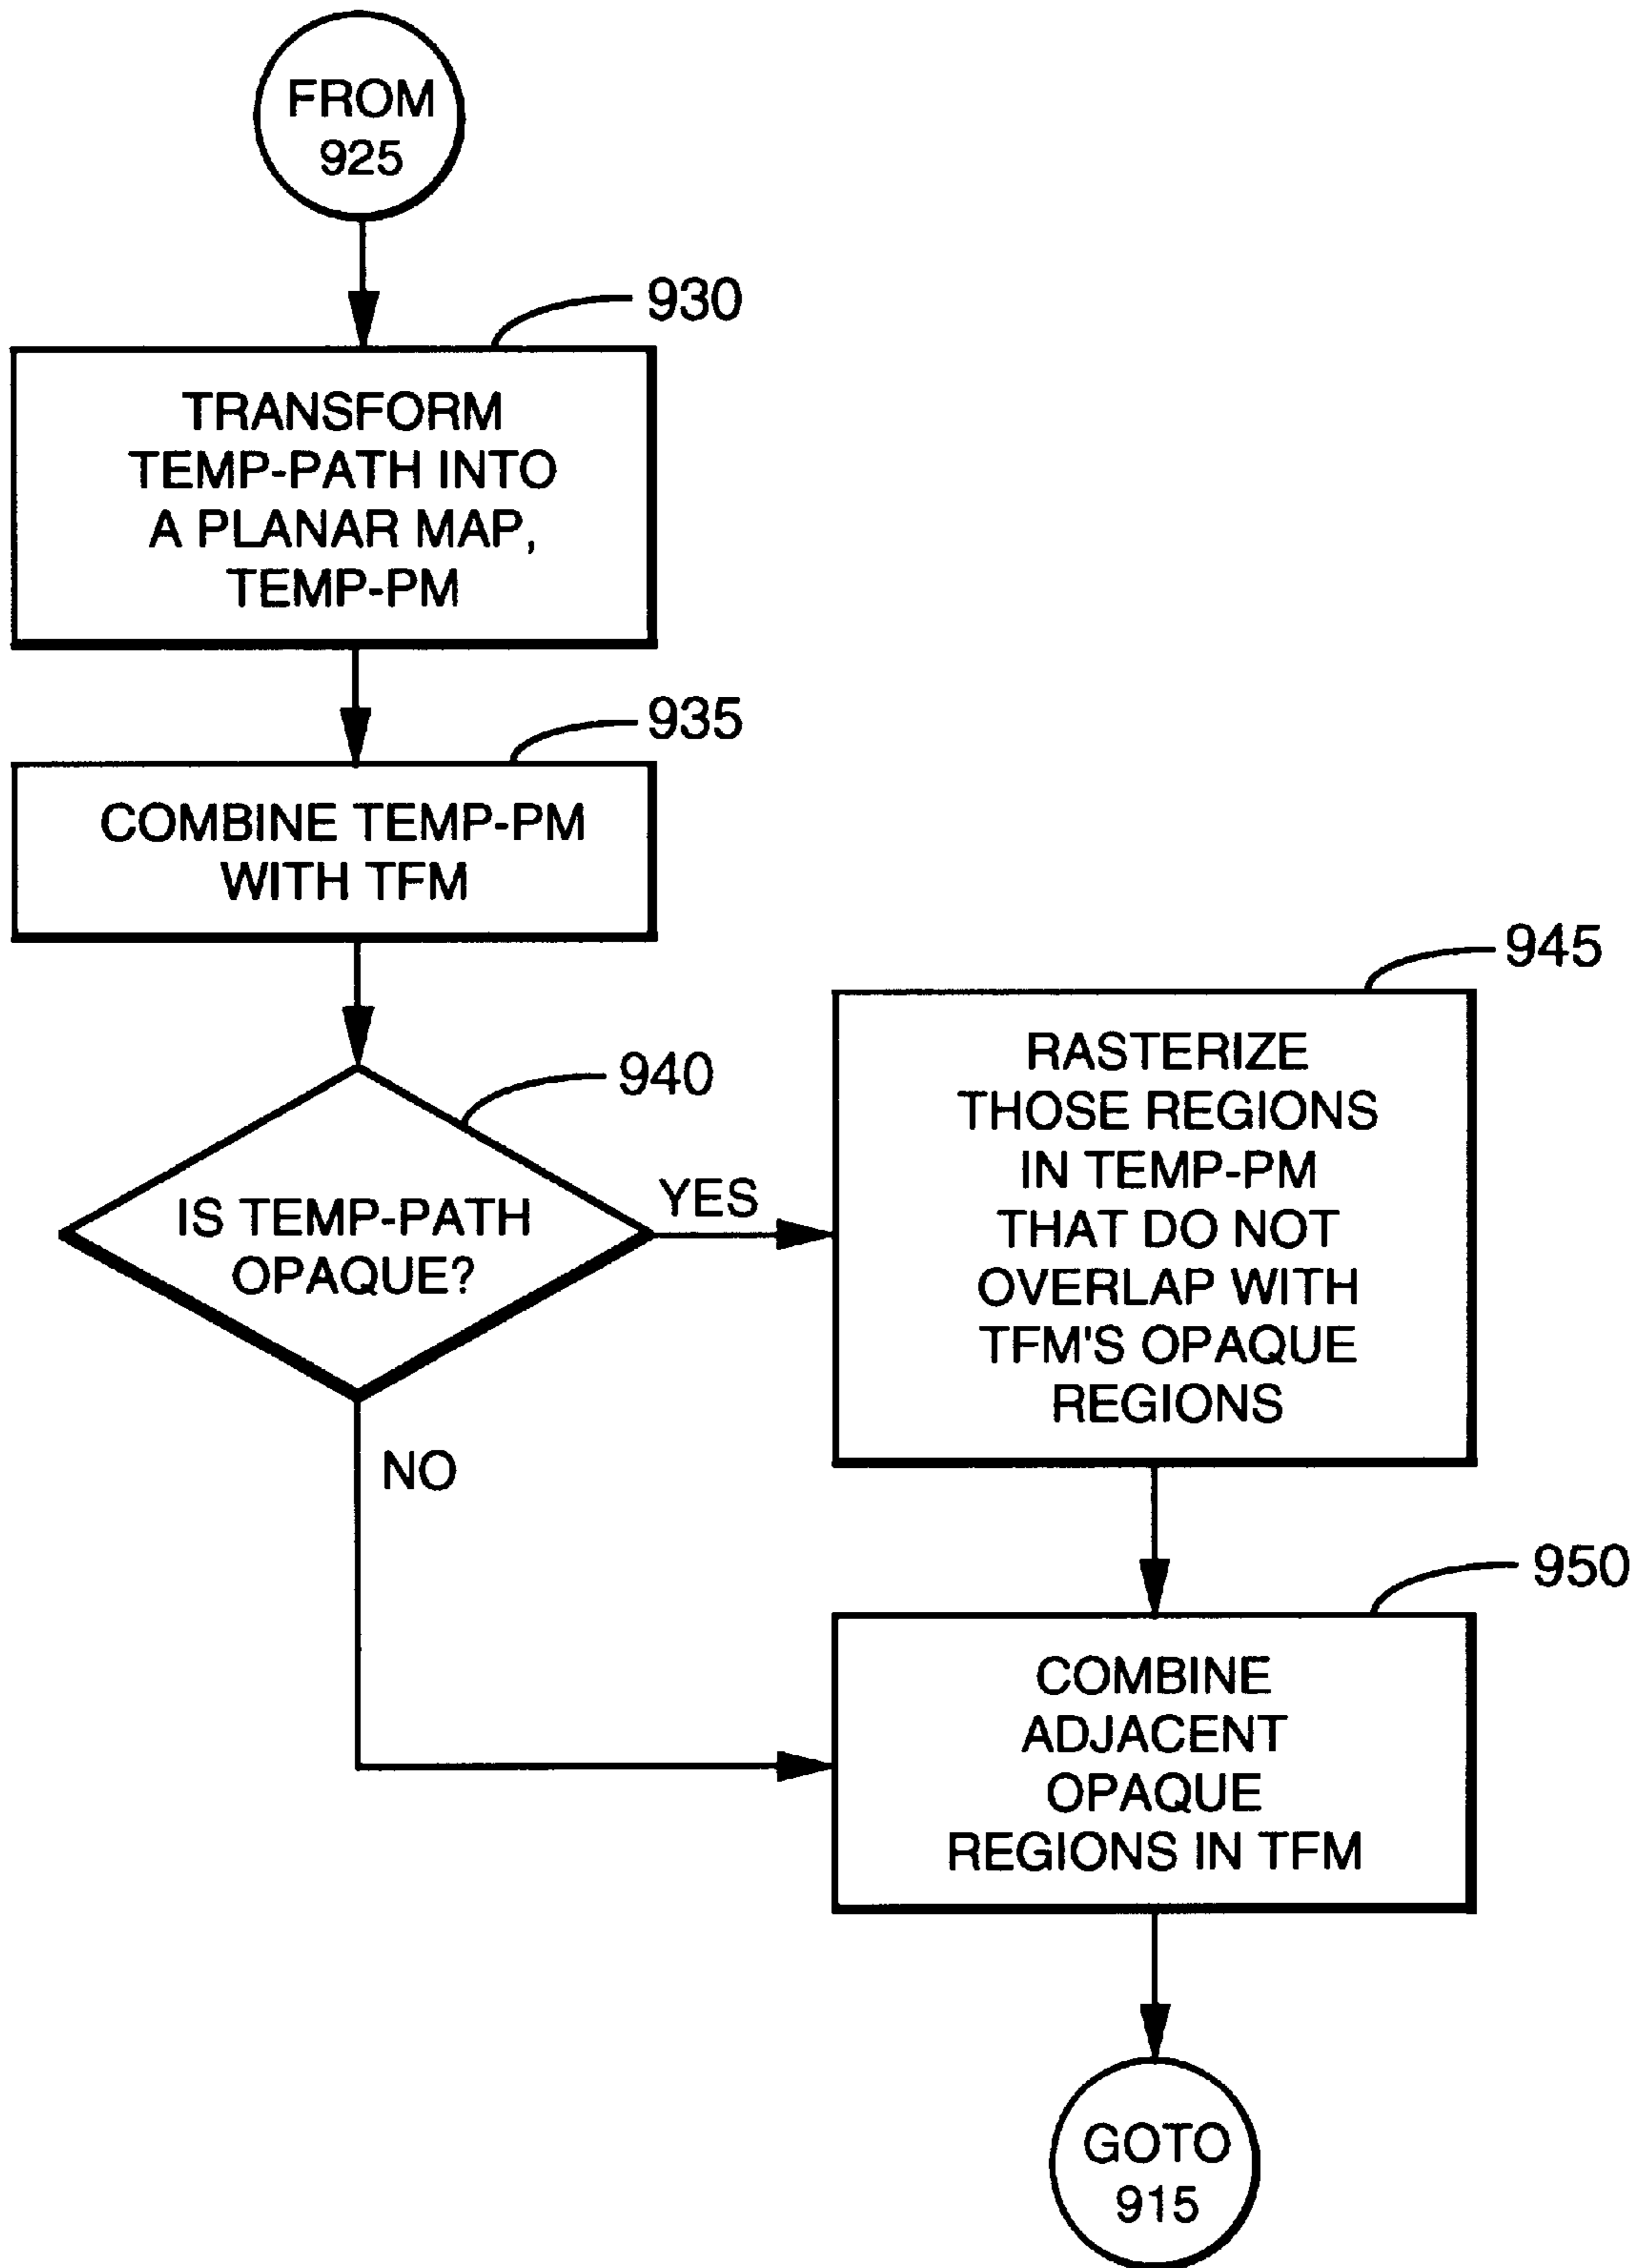 FROM
925
930
TRANSFORM
TEMP-PATH INTO
A PLANAR MAP,
TEMP-PM
935
COMBINE TEMP-PM
WITH TFM
940
IS TEMP-PATH
OPAQUE?
YES
NO
945
RASTERIZE
THOSE REGIONS
IN TEMP-PM
THAT DO NOT
OVERLAP WITH
TFM'S OPAQUE
REGIONS
950
COMBINE
ADJACENT
OPAQUE
REGIONS IN TFM
GOTO
915